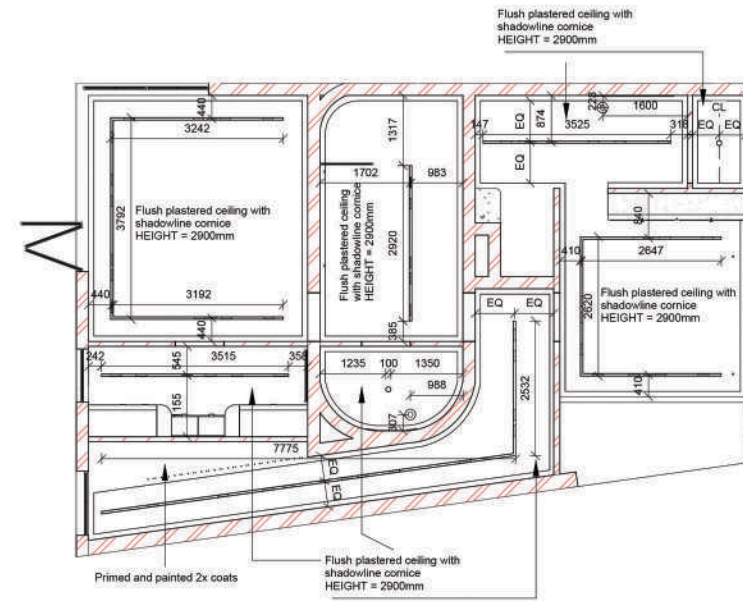 Flush plastered ceiling with
shadowline cornice
HEIGHT = 2900mm
440
3242
3792
Flush plastered ceiling with
shadowline cornice
HEIGHT = 2900mm
440
3192
440
1317
1702
983
Flush plastered ceiling
with shadowline cornice
HEIGHT = 2900mm
2920
385
147
EQ
874
228
1600
3525
318
EQ
CL
EQ
EQ
840
410
2647
2620
Flush plastered ceiling with
shadowline cornice
HEIGHT = 2900mm
410
242
545
3515
358
155
1235
100
1350
988
307
EQ
EQ
2532
7775
EQ
EQ
Primed and painted 2x coats
Flush plastered ceiling with
shadowline cornice
HEIGHT = 2900mm